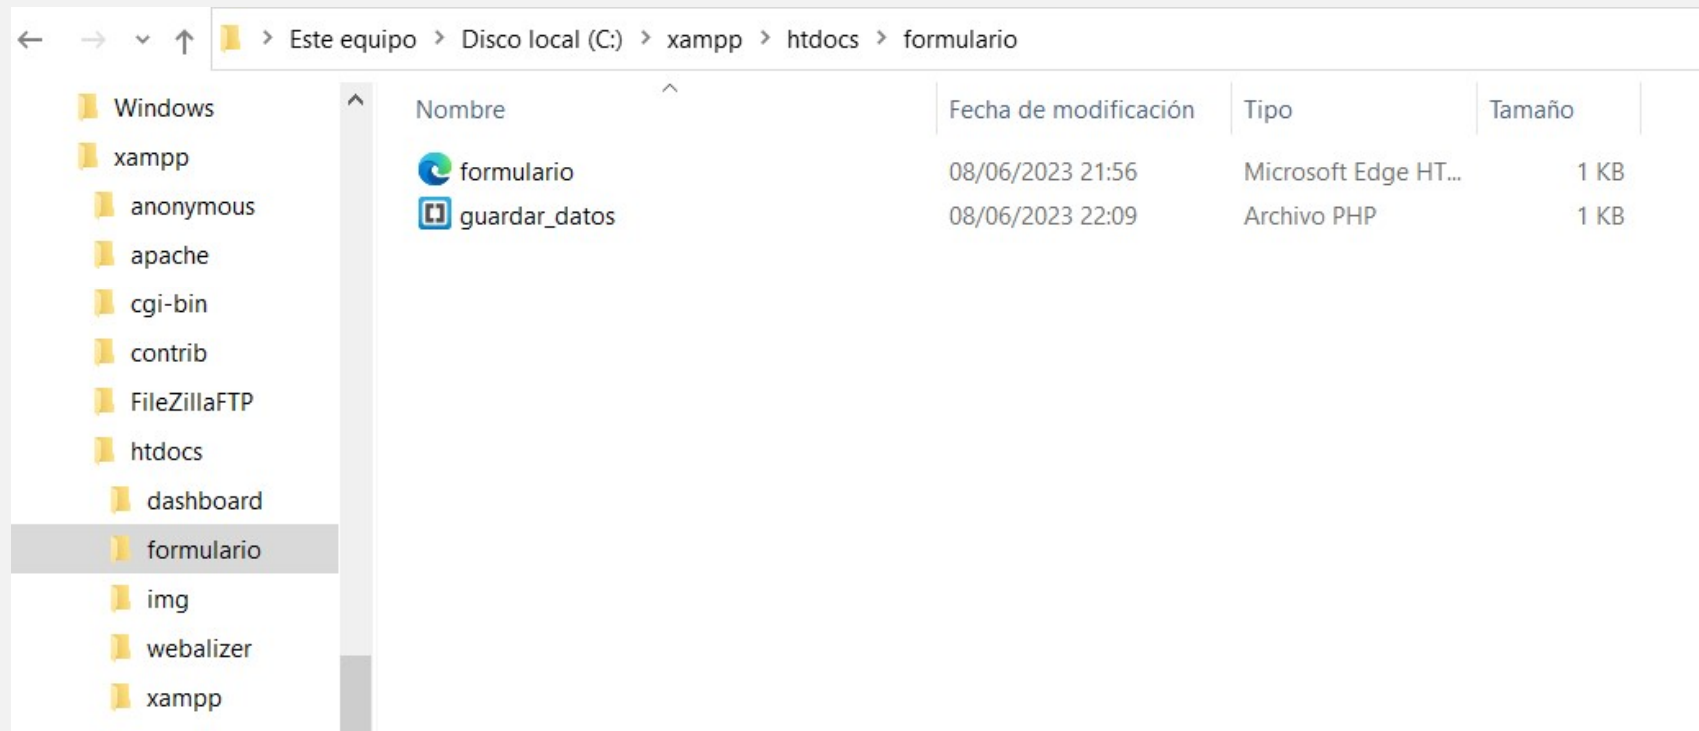 Este equipo > Disco local (C:) > xampp > htdocs > formulario
Windows
xampp
anonymous
apache
cgi-bin
contrib
FileZillaFTP
htdocs
dashboard
formulario
img
webalizer
xampp
Nombre Fecha de modificación Tipo Tamaño
formulario 08/06/2023 21:56 Microsoft Edge HT... 1 KB
guardar_datos 08/06/2023 22:09 Archivo PHP 1 KB